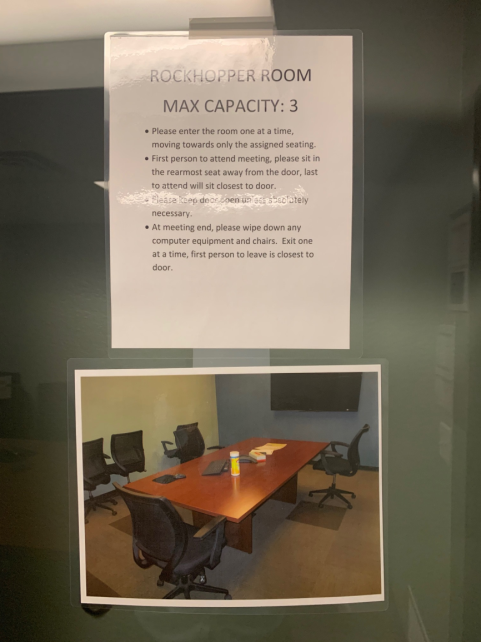 ROCKHOPPER ROOM
MAX CAPACITY: 3
• Please enter the room one at a time,
moving towards only the assigned seating.
• First person to attend meeting, please sit in
the rearmost seat away from the door, last
to attend will sit closest to door.
• Please keep door open unless absolutely
necessary.
• At meeting end, please wipe down any
computer equipment and chairs.  Exit one
at a time, first person to leave is closest to
door.